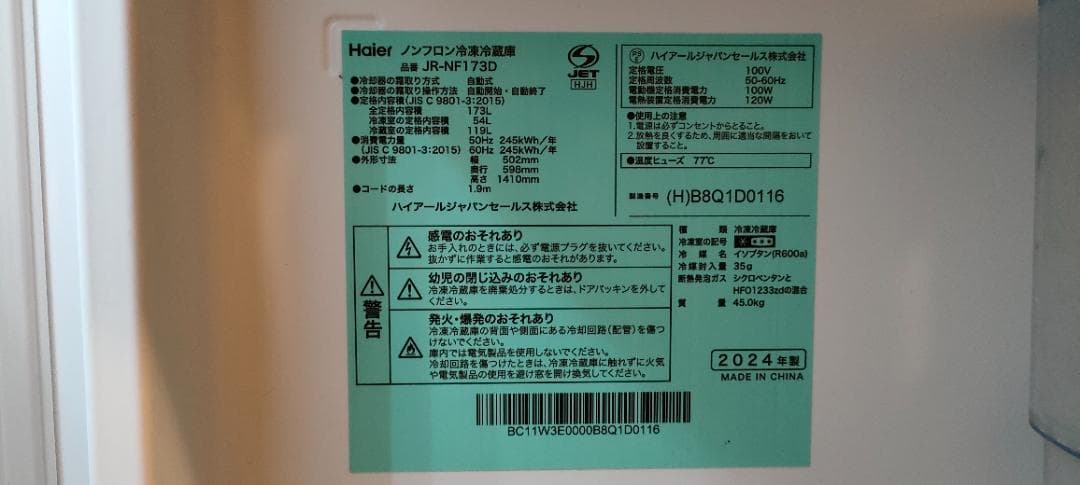 Haier ノンフロン冷凍冷蔵庫
品番 JR-NF173D
●冷却器の霜取り方式 自動式
●冷却器の霜取り操作方法 自動開始・自動終了
●定格内容積(JIS C 9801-3:2015)
全定格内容積 173L
冷凍室の定格内容積 54L
冷蔵室の定格内容積 119L
●消費電力量 50Hz 245kWh/年
(JIS C 9801-3:2015) 60Hz 245kWh/年
●外形寸法 幅 502mm
奥行 598mm
高さ 1410mm
●コードの長さ 1.9m
ハイアールジャパンセールス株式会社
JET
HJH
PS
E
ハイアールジャパンセールス株式会社
定格電圧 100V
定格周波数 50-60Hz
電動機定格消費電力 100W
電熱装置定格消費電力 120W
●使用上の注意
1.電源は必ずコンセントからとること。
2.放熱を良くするため、周囲に適当な間隔をおいて
設置すること。
●温度ヒューズ 77℃
製造番号 (H)B8Q1D0116
種類 冷凍冷蔵庫
冷凍室の記号
冷媒名 イソブタン(R600a)
冷媒封入量 35g
断熱発泡ガス シクロペンタンと
HFO1233zdの混合
質量 45.0kg
警告
感電のおそれあり
お手入れのときには、必ず電源プラグを抜いてください。
抜かずに作業すると感電のおそれがあります。
幼児の閉じ込めのおそれあり
冷凍冷蔵庫を廃棄処分するときは、ドアパッキンを外して
ください。
発火・爆発のおそれあり
冷凍冷蔵庫の背面や側面にある冷却回路(配管)を傷つ
けないでください。
庫内では電気製品を使用しないでください。
冷却回路を傷つけたときは、冷凍冷蔵庫に触れずに火気
や電気製品の使用を避け窓を開け換気してください。
2024年製
MADE IN CHINA
BC11W3E0000B8Q1D0116